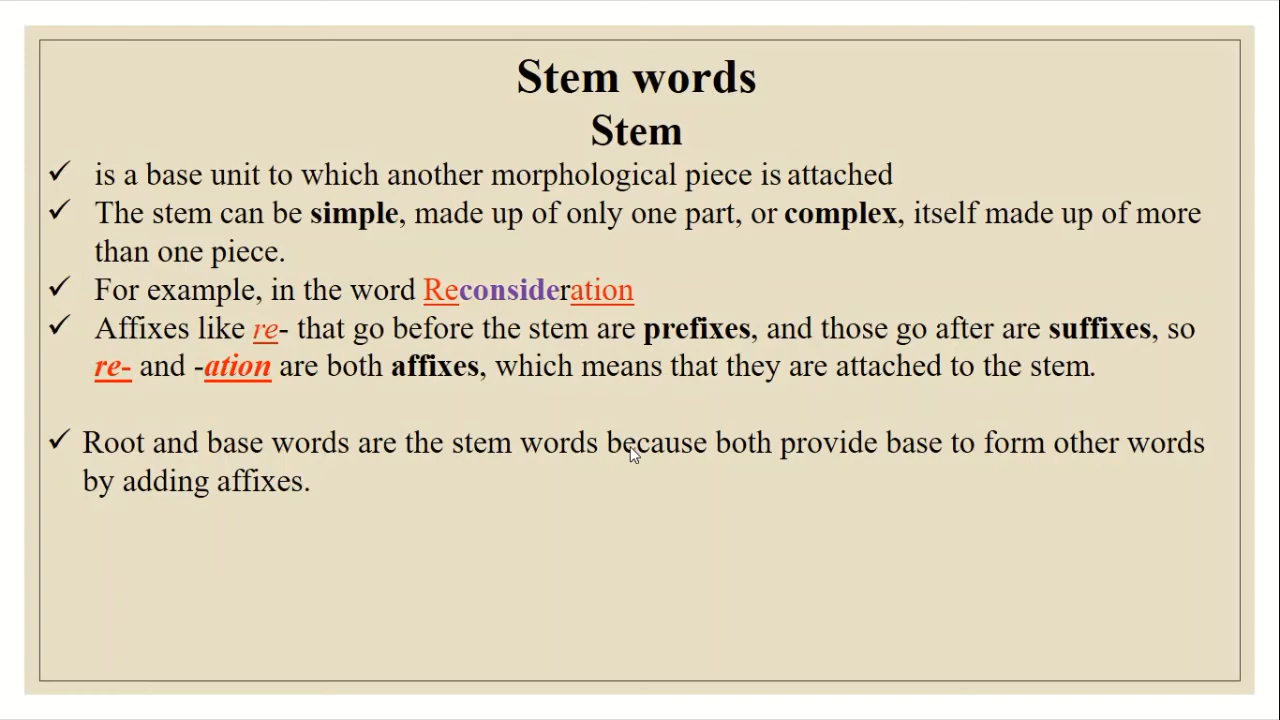 Stem words
Stem
✓ is a base unit to which another morphological piece is attached
✓ The stem can be simple, made up of only one part, or complex, itself made up of more
than one piece.
✓ For example, in the word Reconsideration
✓ Affixes like re- that go before the stem are prefixes, and those go after are suffixes, so
re- and -ation are both affixes, which means that they are attached to the stem.
✓ Root and base words are the stem words because both provide base to form other words
by adding affixes.